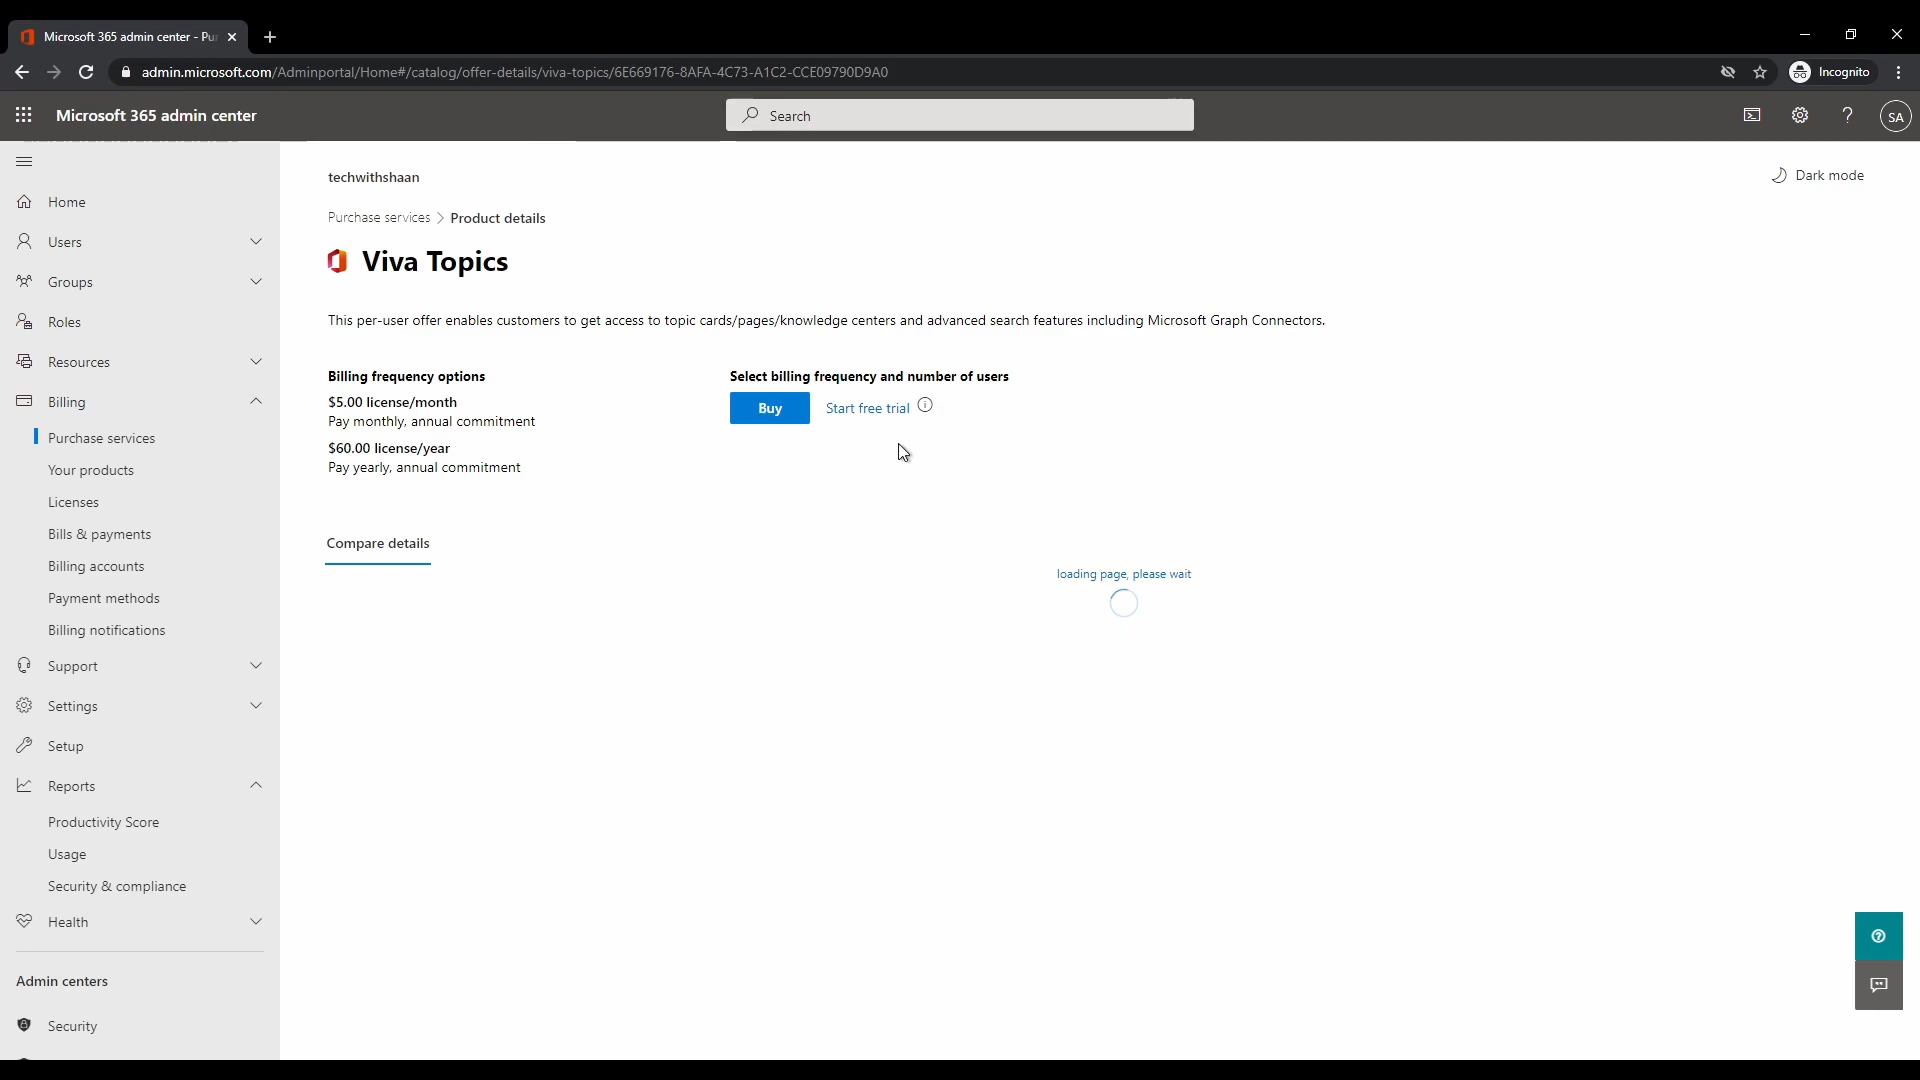 Microsoft 365 admin center - Pur
admin.microsoft.com/Adminportal/Home#/catalog/offer-details/viva-topics/6E669176-8AFA-4C73-A1C2-CCE09790D9A0
Incognito
Microsoft 365 admin center
Search
SA
techwithshaan
Dark mode
Home
Users
Groups
Roles
Resources
Billing
Purchase services
Your products
Licenses
Bills & payments
Billing accounts
Payment methods
Billing notifications
Support
Settings
Setup
Reports
Productivity Score
Usage
Security & compliance
Health
Admin centers
Security
Purchase services > Product details
Viva Topics
This per-user offer enables customers to get access to topic cards/pages/knowledge centers and advanced search features including Microsoft Graph Connectors.
Billing frequency options
$5.00 license/month
Pay monthly, annual commitment
$60.00 license/year
Pay yearly, annual commitment
Select billing frequency and number of users
Buy
Start free trial
Compare details
loading page, please wait